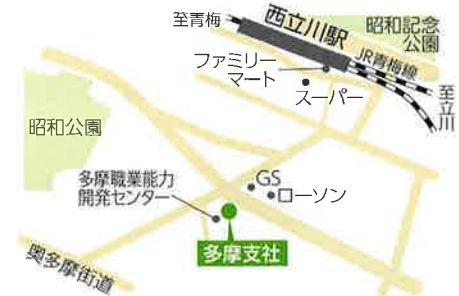 至青梅
西立川駅
昭和記念
公園
ファミリー
マート
JR青梅線
スーパー
至立川
昭和公園
多摩職業能力
開発センター
GS
ローソン
多摩支社
奥多摩街道